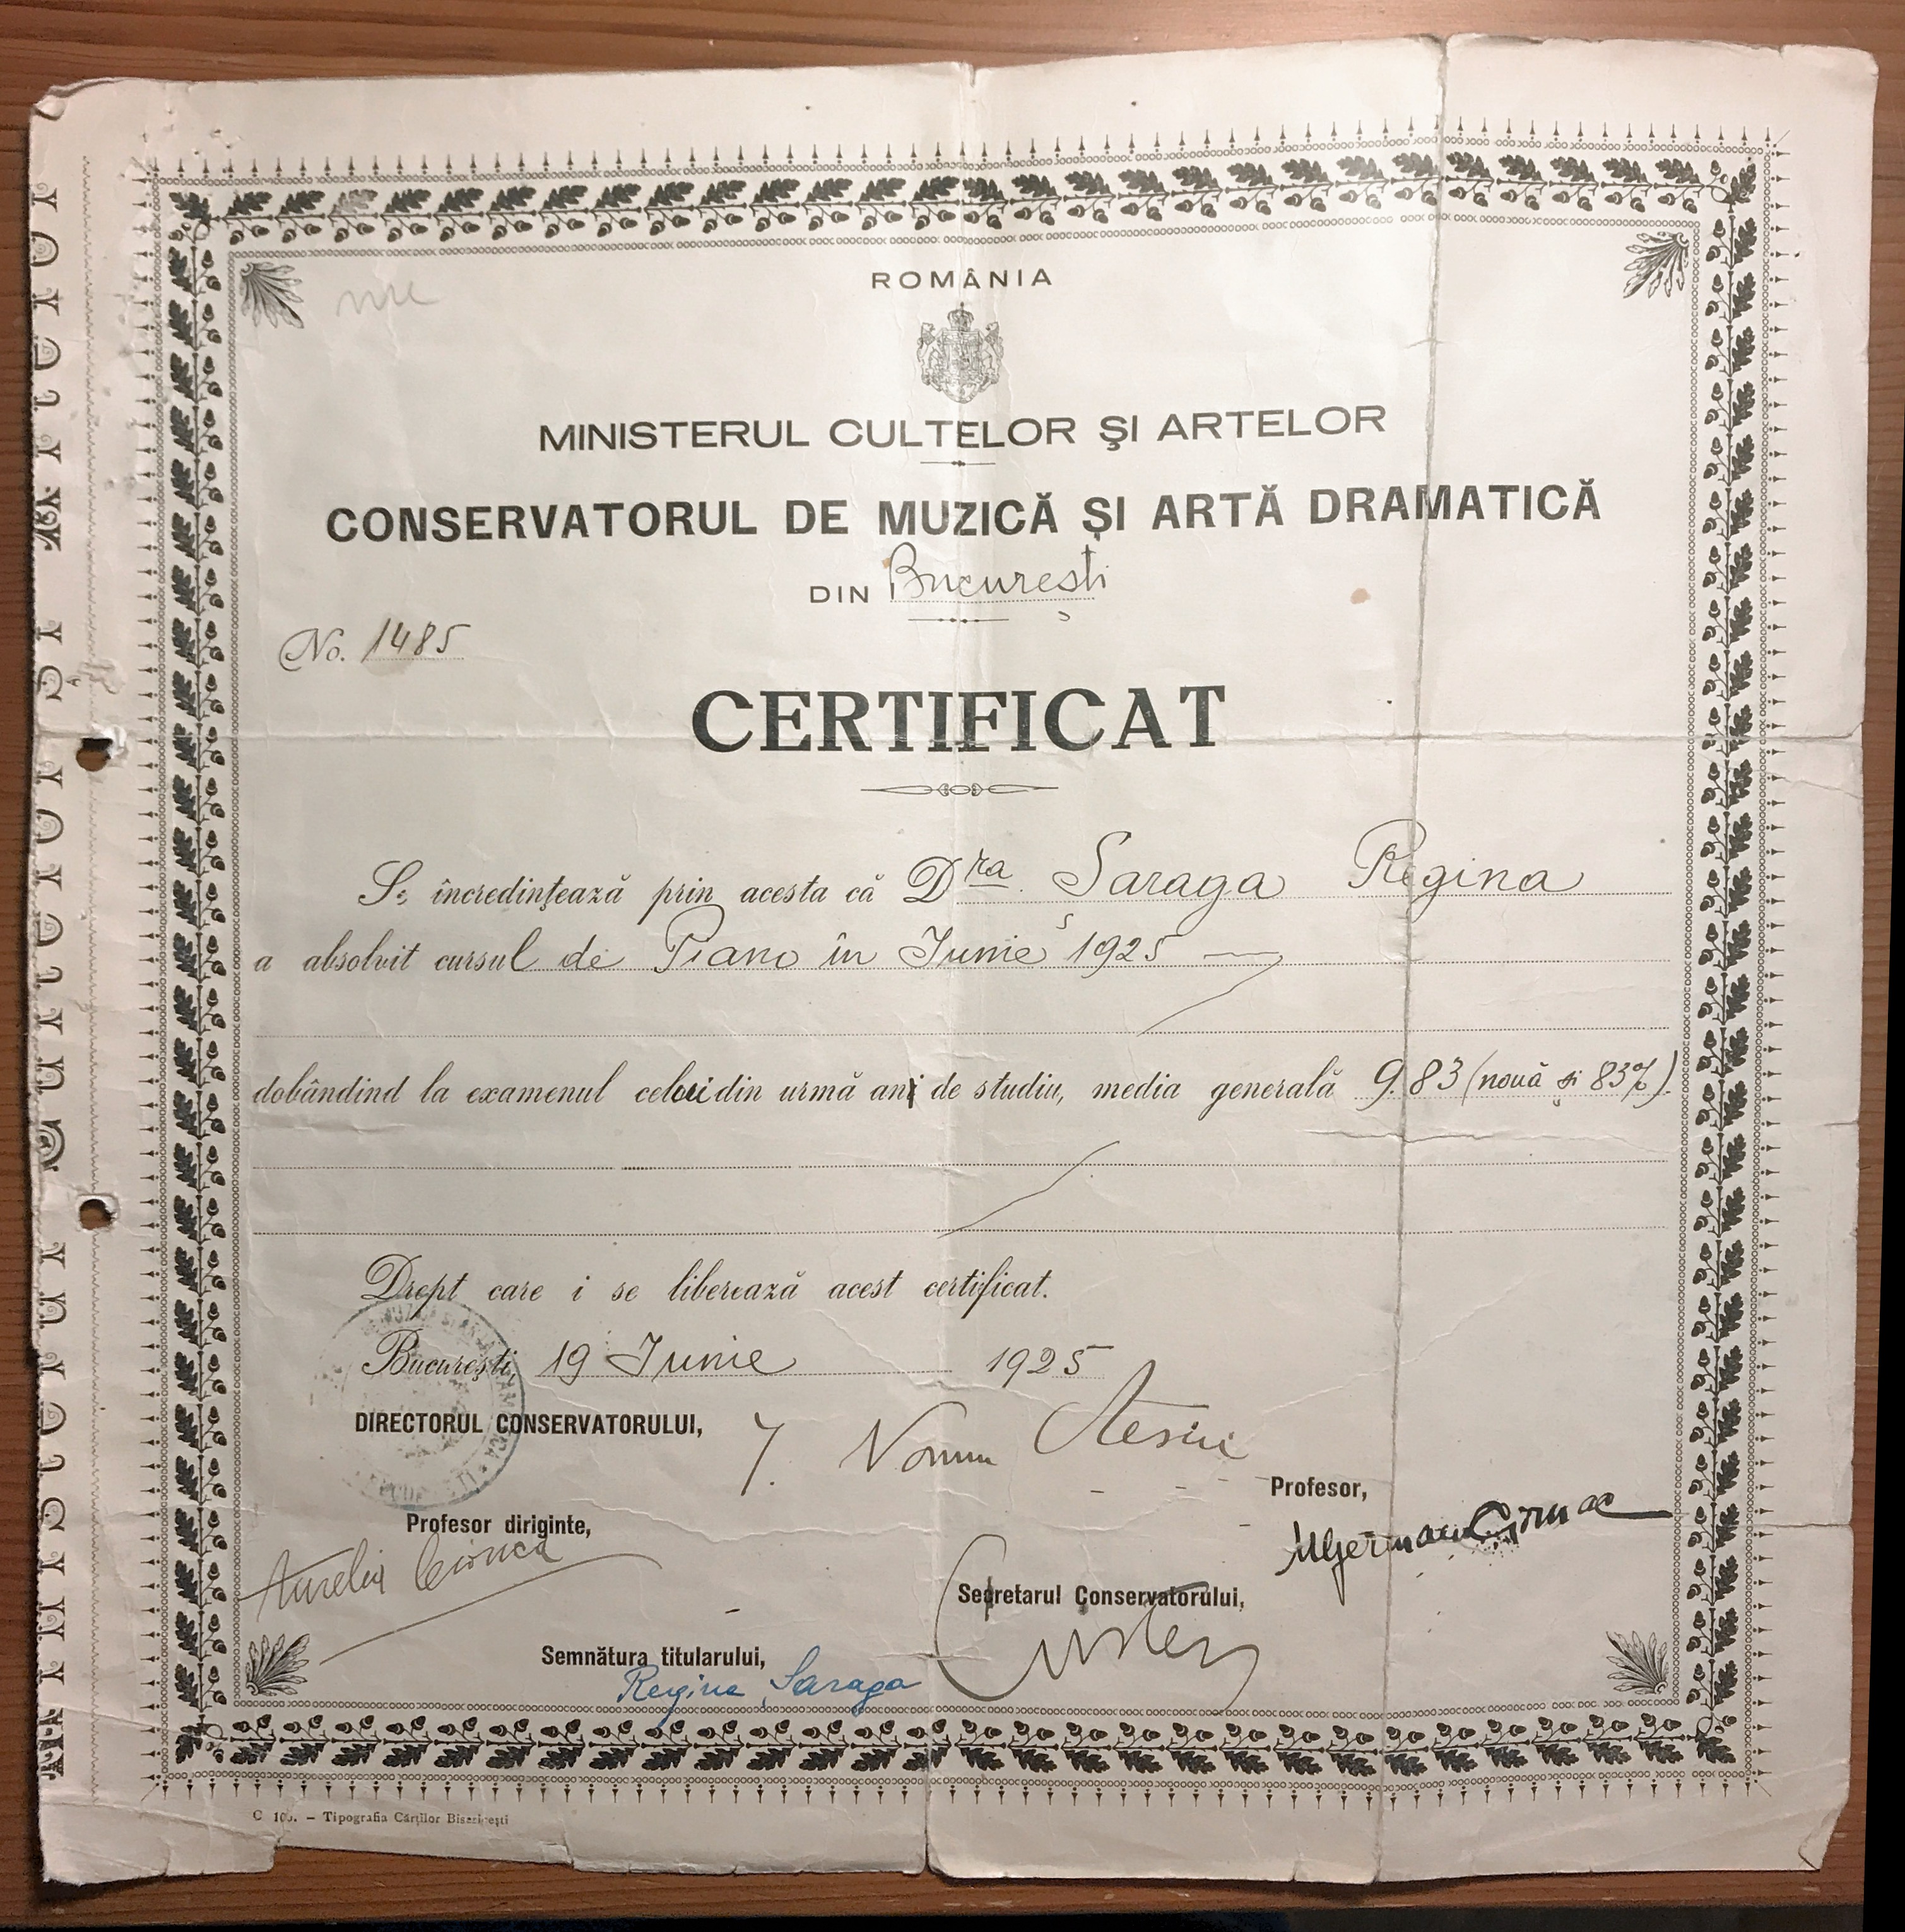 ROMÂNIA
MINISTERUL CULTELOR ŞI ARTELOR
CONSERVATORUL DE MUZICĂ ŞI ARTĂ DRAMATICĂ
DIN Bucureşti
No. 1485
CERTIFICAT
Se încredinţează prin acesta că Dra Saraga Regina
a absolvit cursul de Piano în Iunie 1925
dobândind la examenul celui din urmă an de studiu, media generală 9.83 (nouă şi 83%).
Drept care i se liberează acest certificat.
Bucureşti, 19 Iunie 1925
DIRECTORUL CONSERVATORULUI,
I. Nonna Otescu
Profesor,
Profesor diriginte,
Aurelia Cionca
Secretarul Conservatorului,
Semnătura titularului,
Regina Saraga
Tipografia Cărţilor Bisericeşti